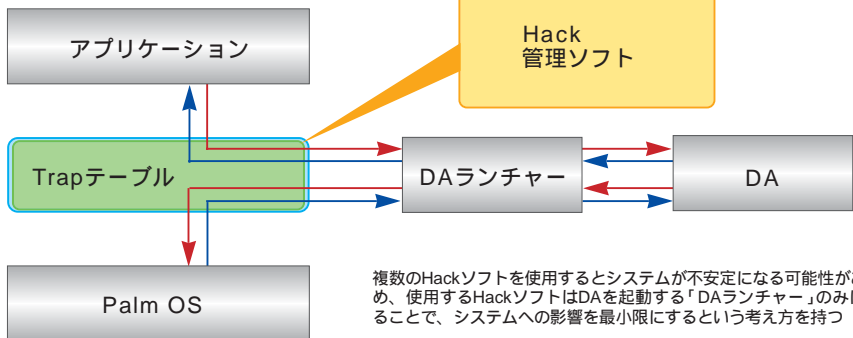 Hack
管理ソフト
アプリケーション
Trapテーブル
DAランチャー
DA
Palm OS
複数のHackソフトを使用するとシステムが不安定になる可能性があ
め、使用するHackソフトはDAを起動する「DAランチャー」のみに
ることで、システムへの影響を最小限にするという考え方を持つ